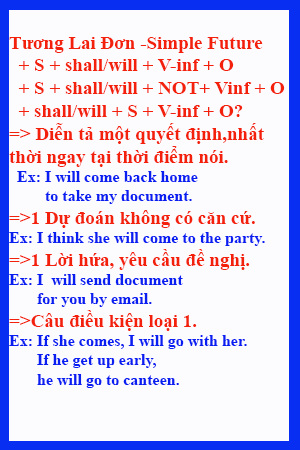 Tương Lai Đơn -Simple Future
+ S + shall/will + V-inf + O
+ S + shall/will + NOT+ Vinf + O
+ shall/will + S + V-inf + O?
=> Diễn tả một quyết định,nhất
thời ngay tại thời điểm nói.
Ex: I will come back home
to take my document.
=>1 Dự đoán không có căn cứ.
Ex: I think she will come to the party.
=>1 Lời hứa, yêu cầu đề nghị.
Ex: I will send document
for you by email.
=>Câu điều kiện loại 1.
Ex: If she comes, I will go with her.
If he get up early,
he will go to canteen.